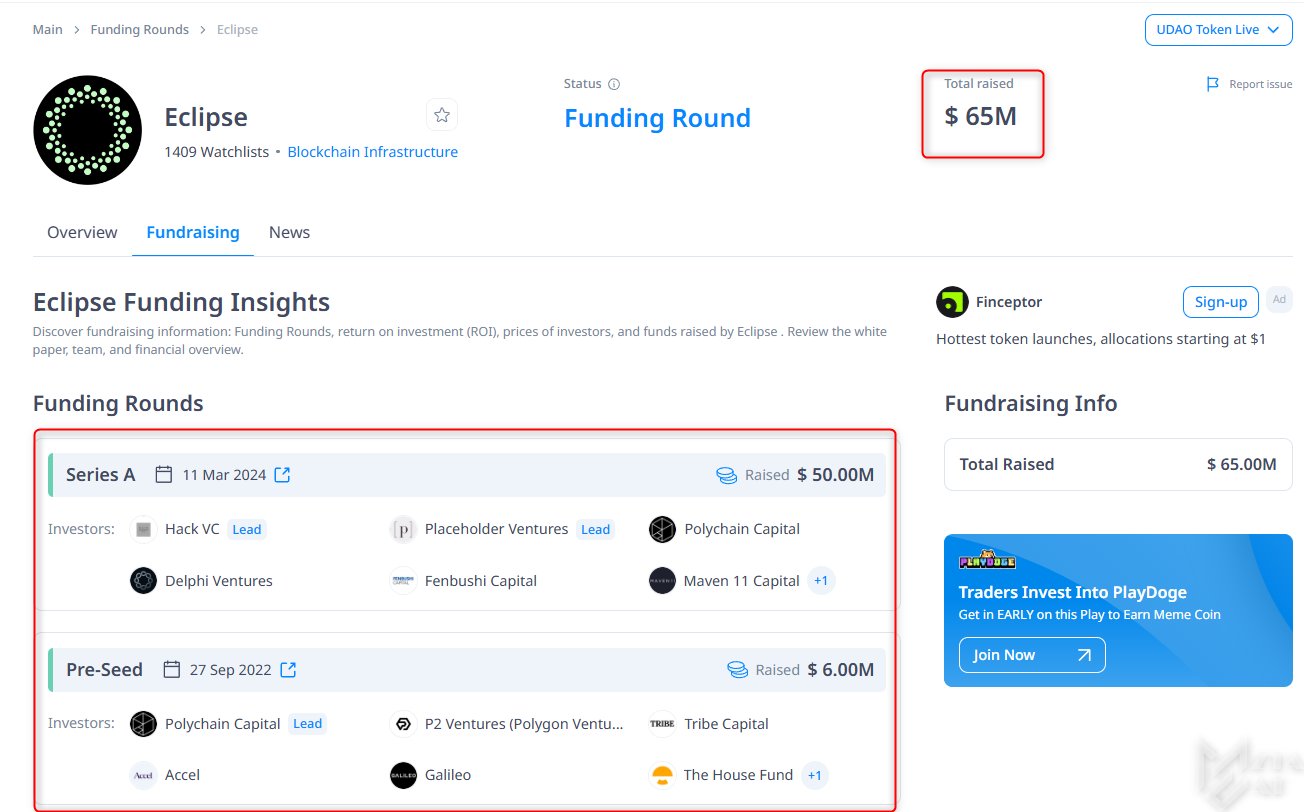 Main > Funding Rounds > Eclipse
UDAO Token Live
Eclipse
1409 Watchlists • Blockchain Infrastructure
Status
Funding Round
Total raised
$ 65M
Report issue
Overview Fundraising News
Eclipse Funding Insights
Discover fundraising information: Funding Rounds, return on investment (ROI), prices of investors, and funds raised by Eclipse . Review the white
paper, team, and financial overview.
Finceptor
Sign-up
Ad
Hottest token launches, allocations starting at $1
Funding Rounds
Series A 11 Mar 2024 Raised $ 50.00M
Investors: Hack VC Lead Placeholder Ventures Lead Polychain Capital
Delphi Ventures FENBUSHI CAPITAL Fenbushi Capital MAVEN11 Maven 11 Capital +1
Pre-Seed 27 Sep 2022 Raised $ 6.00M
Investors: Polychain Capital Lead P2 Ventures (Polygon Ventu... TRIBE Tribe Capital
Accel Accel GALILEO Galileo The House Fund +1
Fundraising Info
Total Raised $ 65.00M
PLAYDOGE
Traders Invest Into PlayDoge
Get in EARLY on this Play to Earn Meme Coin
Join Now